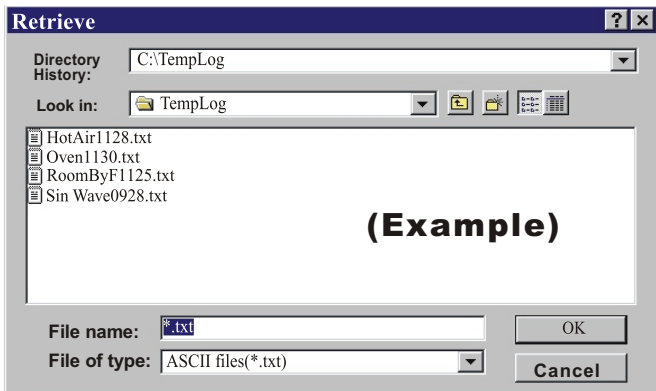 Retrieve ? ×
Directory History: C:\TempLog
Look in: TempLog
HotAir1128.txt
Oven1130.txt
RoomByF1125.txt
Sin Wave0928.txt
(Example)
File name: *.txt OK
File of type: ASCII files(*.txt) Cancel